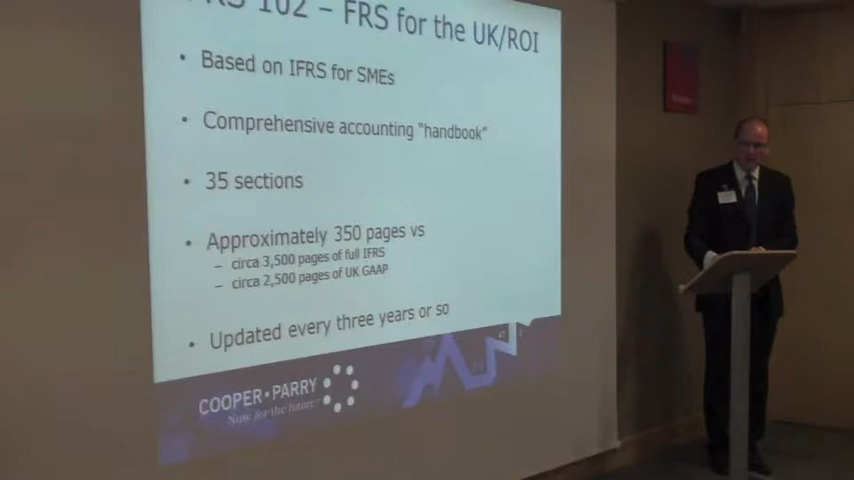 102 – FRS for the UK/ROI
• Based on IFRS for SMEs
• Comprehensive accounting "handbook"
• 35 sections
• Approximately 350 pages vs
– circa 3,500 pages of full IFRS
– circa 2,500 pages of UK GAAP
• Updated every three years or so
COOPER·PARRY
Now for the future